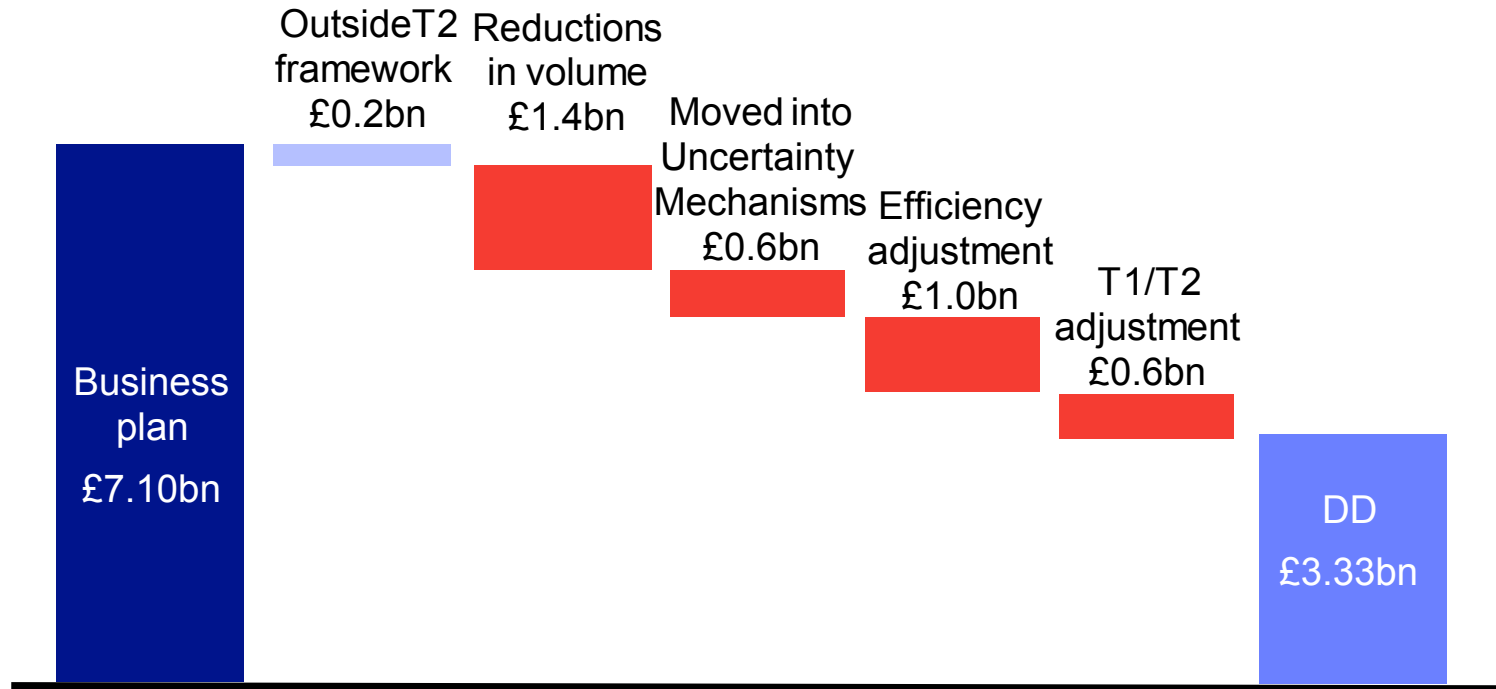 Business
plan
£7.10bn
OutsideT2
framework
£0.2bn
Reductions
in volume
£1.4bn
Moved into
Uncertainty
Mechanisms
£0.6bn
Efficiency
adjustment
£1.0bn
T1/T2
adjustment
£0.6bn
DD
£3.33bn